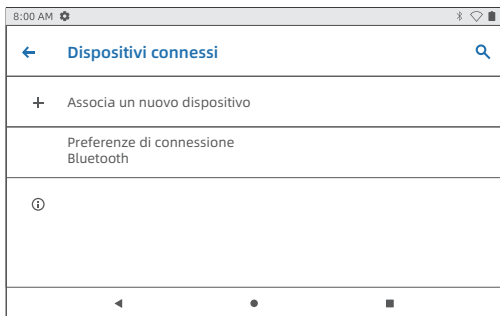 8:00 AM
Dispositivi connessi
Associa un nuovo dispositivo
Preferenze di connessione
Bluetooth